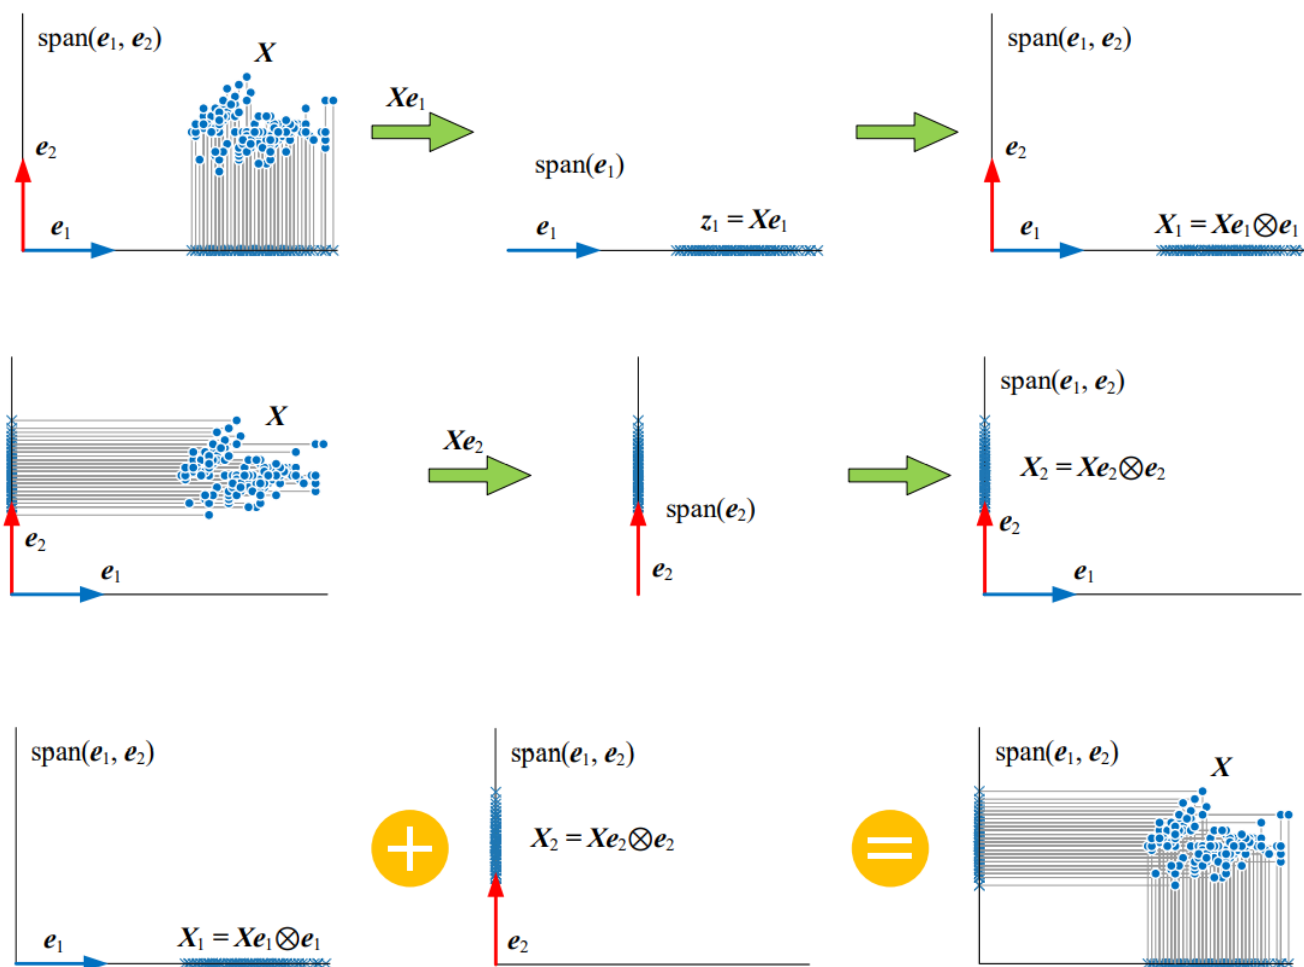 span(e₁, e₂)
X
Xe₁
e₂
e₁
span(e₁)
e₁
z₁ = Xe₁
span(e₁, e₂)
e₂
e₁
X₁ = Xe₁⊗e₁
X
e₂
e₁
Xe₂
span(e₂)
e₂
span(e₁, e₂)
X₂ = Xe₂⊗e₂
e₂
e₁
span(e₁, e₂)
e₁
X₁ = Xe₁⊗e₁
+
span(e₁, e₂)
X₂ = Xe₂⊗e₂
e₂
=
span(e₁, e₂)
X